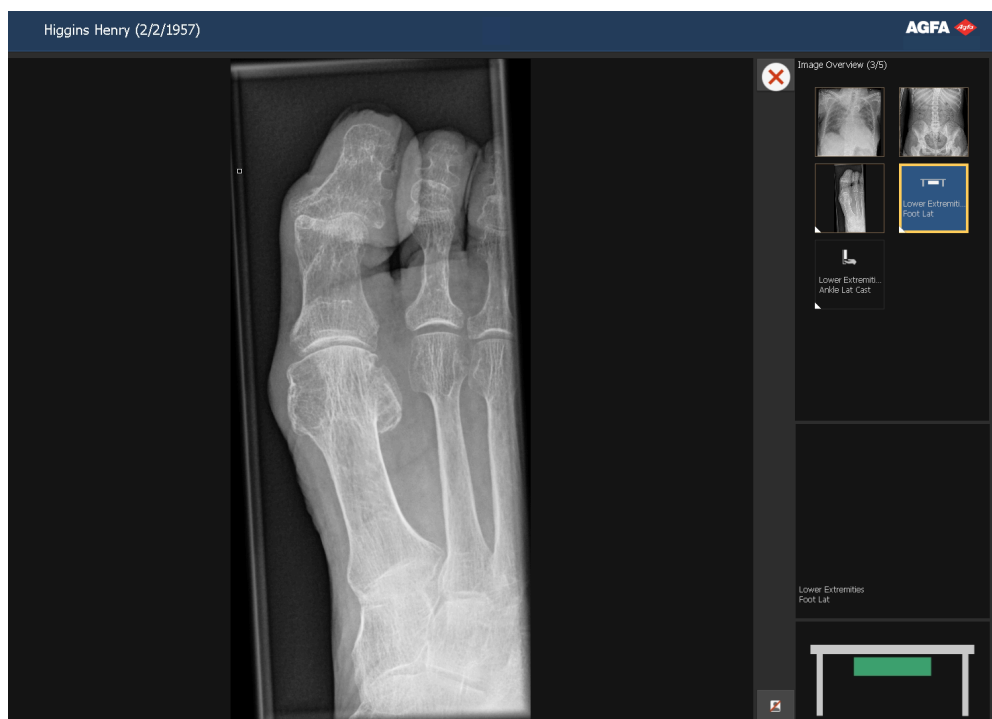 Higgins Henry (2/2/1957)
AGFA
Agfa
Image Overview (3/5)
Lower Extremiti...
Foot Lat
Lower Extremiti...
Ankle Lat Cast
Lower Extremities
Foot Lat